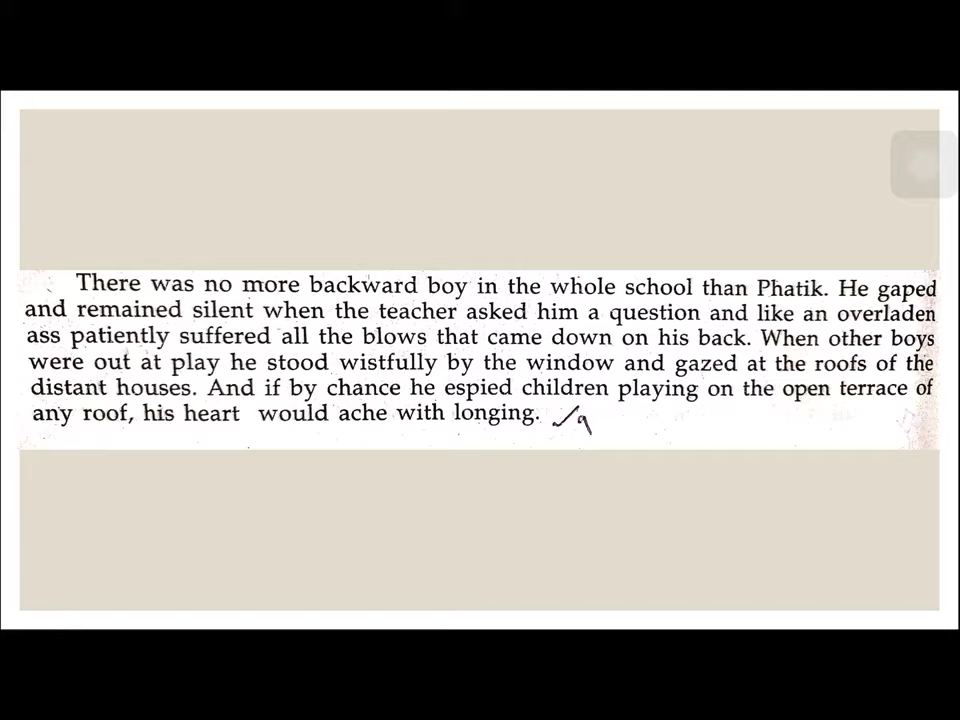 There was no more backward boy in the whole school than Phatik. He gaped
and remained silent when the teacher asked him a question and like an overladen
ass patiently suffered all the blows that came down on his back. When other boys
were out at play he stood wistfully by the window and gazed at the roofs of the
distant houses. And if by chance he espied children playing on the open terrace of
any roof, his heart would ache with longing.